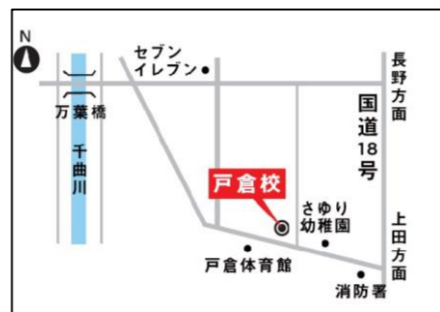 N
セブン
イレブン
万葉橋
千曲川
長野方面
国道18号
戸倉校
さゆり
幼稚園
上田方面
戸倉体育館
消防署